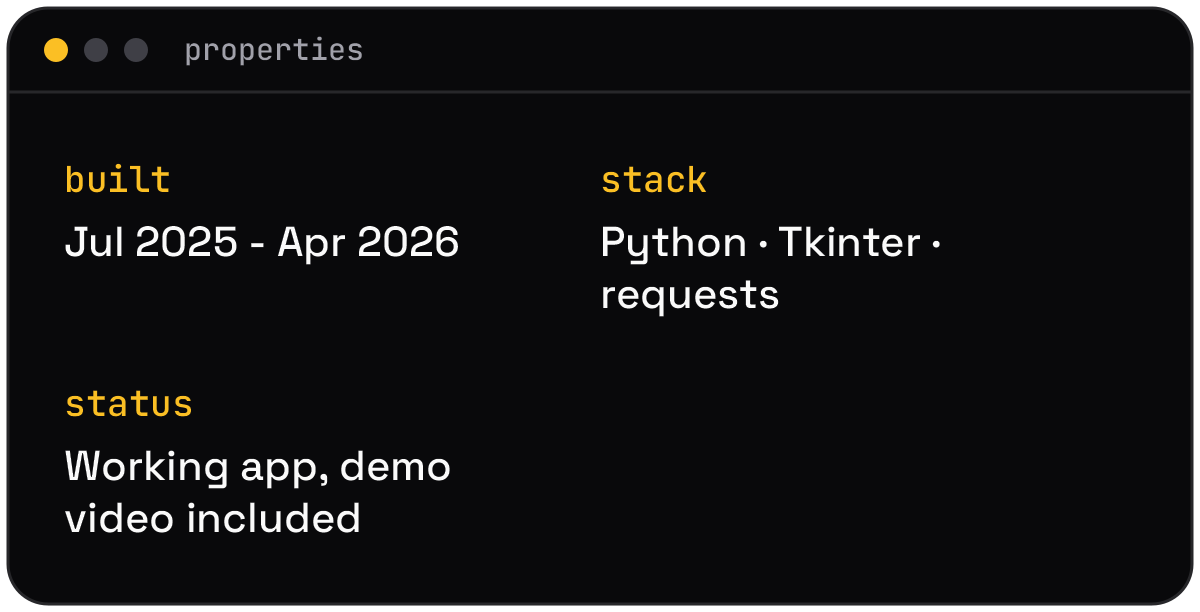 properties
built
Jul 2025 - Apr 2026
stack
Python · Tkinter ·
requests
status
Working app, demo
video included